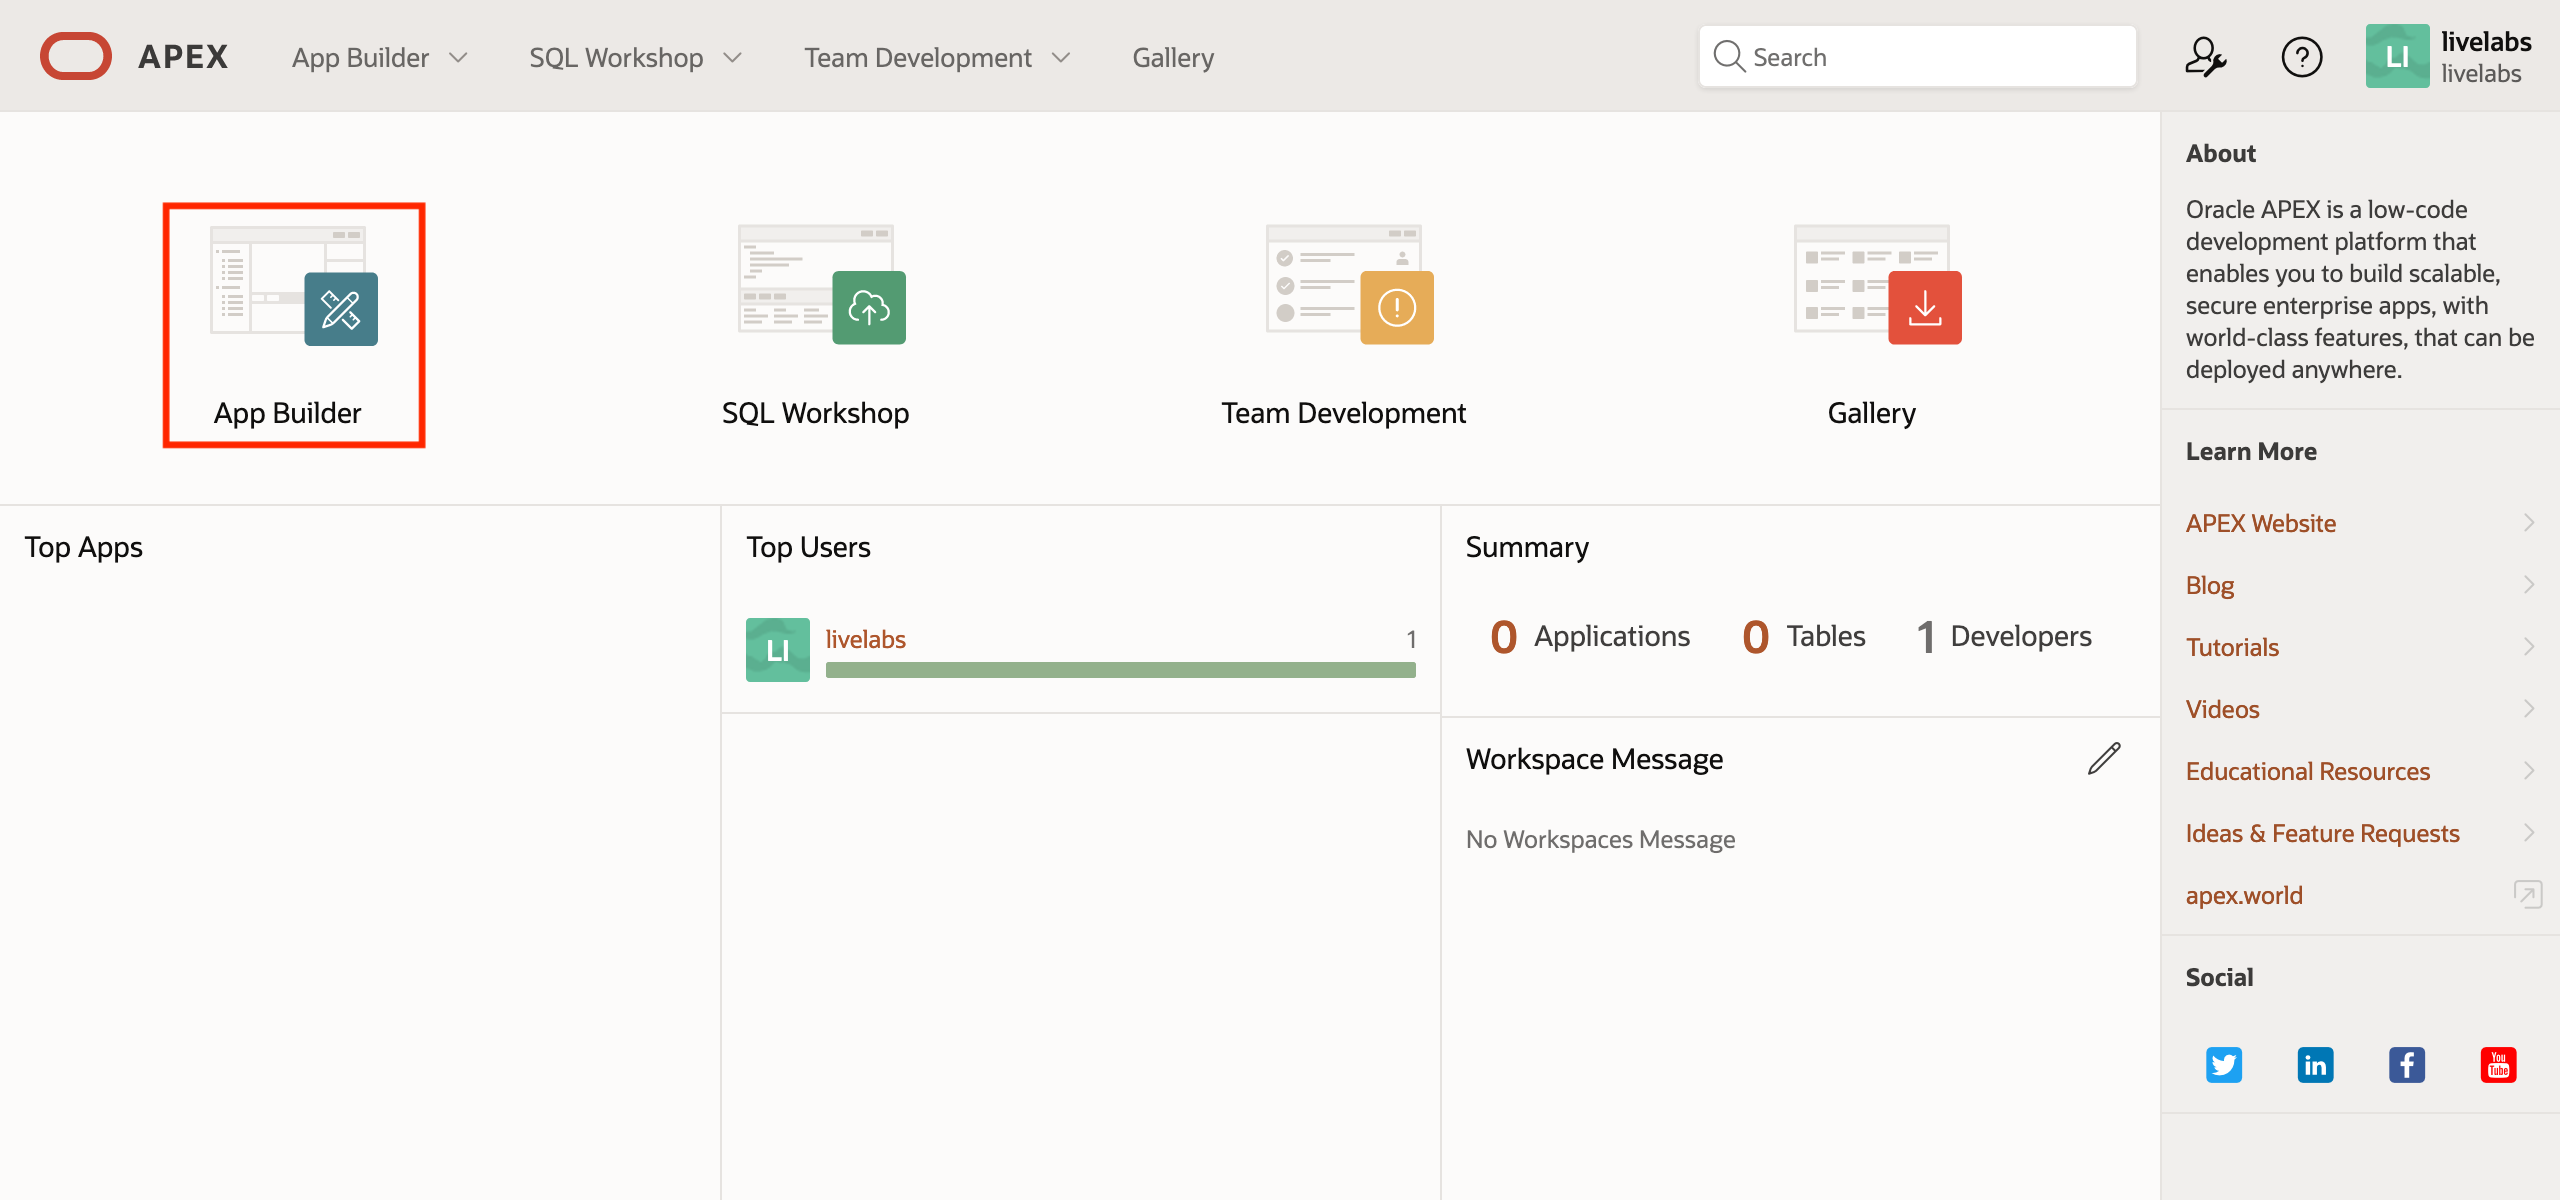 APEX
App Builder
SQL Workshop
Team Development
Gallery
Search
LI
livelabs
livelabs
App Builder
SQL Workshop
Team Development
Gallery
Top Apps
Top Users
LI
livelabs
1
Summary
0 Applications
0 Tables
1 Developers
Workspace Message
No Workspaces Message
About
Oracle APEX is a low-code
development platform that
enables you to build scalable,
secure enterprise apps, with
world-class features, that can be
deployed anywhere.
Learn More
APEX Website
Blog
Tutorials
Videos
Educational Resources
Ideas & Feature Requests
apex.world
Social
in
f
You
Tube